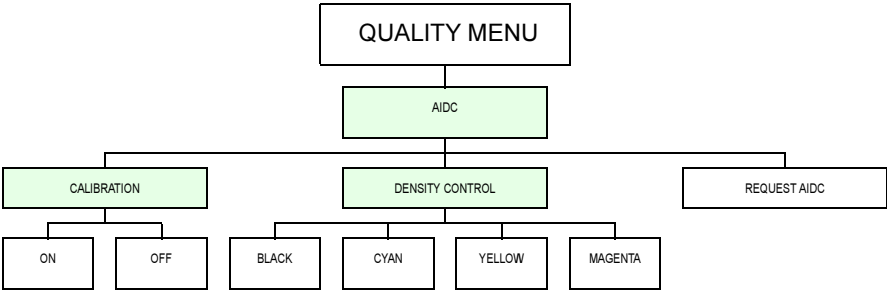 QUALITY MENU
AIDC
CALIBRATION
DENSITY CONTROL
REQUEST AIDC
ON
OFF
BLACK
CYAN
YELLOW
MAGENTA